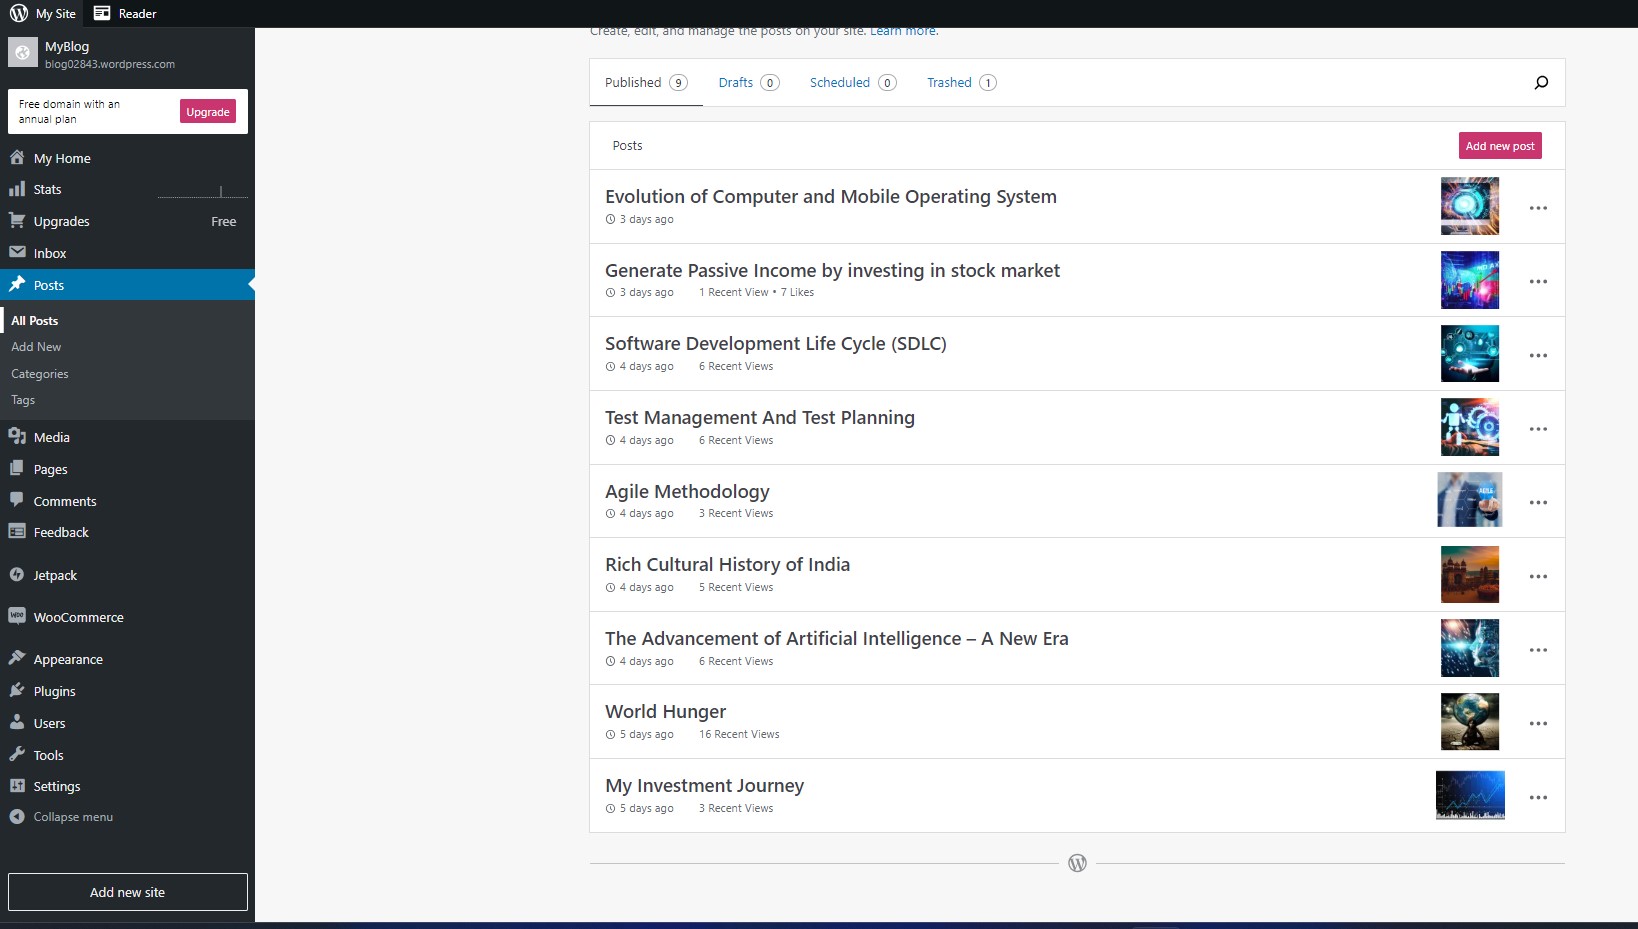 My Site
Reader
MyBlog
blog02843.wordpress.com
Free domain with an
annual plan
Upgrade
My Home
Stats
Upgrades Free
Inbox
Posts
All Posts
Add New
Categories
Tags
Media
Pages
Comments
Feedback
Jetpack
WooCommerce
Appearance
Plugins
Users
Tools
Settings
Collapse menu
Add new site
Create, edit, and manage the posts on your site. Learn more.
Published 9 Drafts 0 Scheduled 0 Trashed 1
Posts
Add new post
Evolution of Computer and Mobile Operating System
3 days ago
Generate Passive Income by investing in stock market
3 days ago 1 Recent View • 7 Likes
Software Development Life Cycle (SDLC)
4 days ago 6 Recent Views
Test Management And Test Planning
4 days ago 6 Recent Views
Agile Methodology
4 days ago 3 Recent Views
AGILE
Rich Cultural History of India
4 days ago 5 Recent Views
The Advancement of Artificial Intelligence – A New Era
4 days ago 6 Recent Views
World Hunger
5 days ago 16 Recent Views
My Investment Journey
5 days ago 3 Recent Views